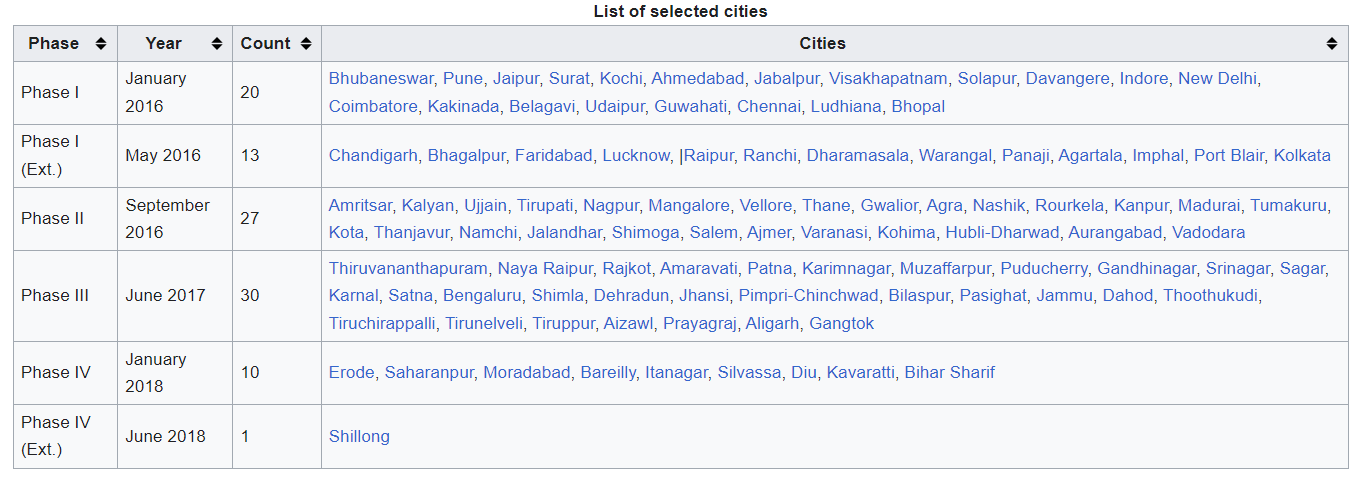 List of selected cities
Phase Year Count Cities
Phase I January 2016 20 Bhubaneswar, Pune, Jaipur, Surat, Kochi, Ahmedabad, Jabalpur, Visakhapatnam, Solapur, Davangere, Indore, New Delhi,
Coimbatore, Kakinada, Belagavi, Udaipur, Guwahati, Chennai, Ludhiana, Bhopal
Phase I (Ext.) May 2016 13 Chandigarh, Bhagalpur, Faridabad, Lucknow, |Raipur, Ranchi, Dharamasala, Warangal, Panaji, Agartala, Imphal, Port Blair, Kolkata
Phase II September 2016 27 Amritsar, Kalyan, Ujjain, Tirupati, Nagpur, Mangalore, Vellore, Thane, Gwalior, Agra, Nashik, Rourkela, Kanpur, Madurai, Tumakuru,
Kota, Thanjavur, Namchi, Jalandhar, Shimoga, Salem, Ajmer, Varanasi, Kohima, Hubli-Dharwad, Aurangabad, Vadodara
Phase III June 2017 30 Thiruvananthapuram, Naya Raipur, Rajkot, Amaravati, Patna, Karimnagar, Muzaffarpur, Puducherry, Gandhinagar, Srinagar, Sagar,
Karnal, Satna, Bengaluru, Shimla, Dehradun, Jhansi, Pimpri-Chinchwad, Bilaspur, Pasighat, Jammu, Dahod, Thoothukudi,
Tiruchirappalli, Tirunelveli, Tiruppur, Aizawl, Prayagraj, Aligarh, Gangtok
Phase IV January 2018 10 Erode, Saharanpur, Moradabad, Bareilly, Itanagar, Silvassa, Diu, Kavaratti, Bihar Sharif
Phase IV (Ext.) June 2018 1 Shillong